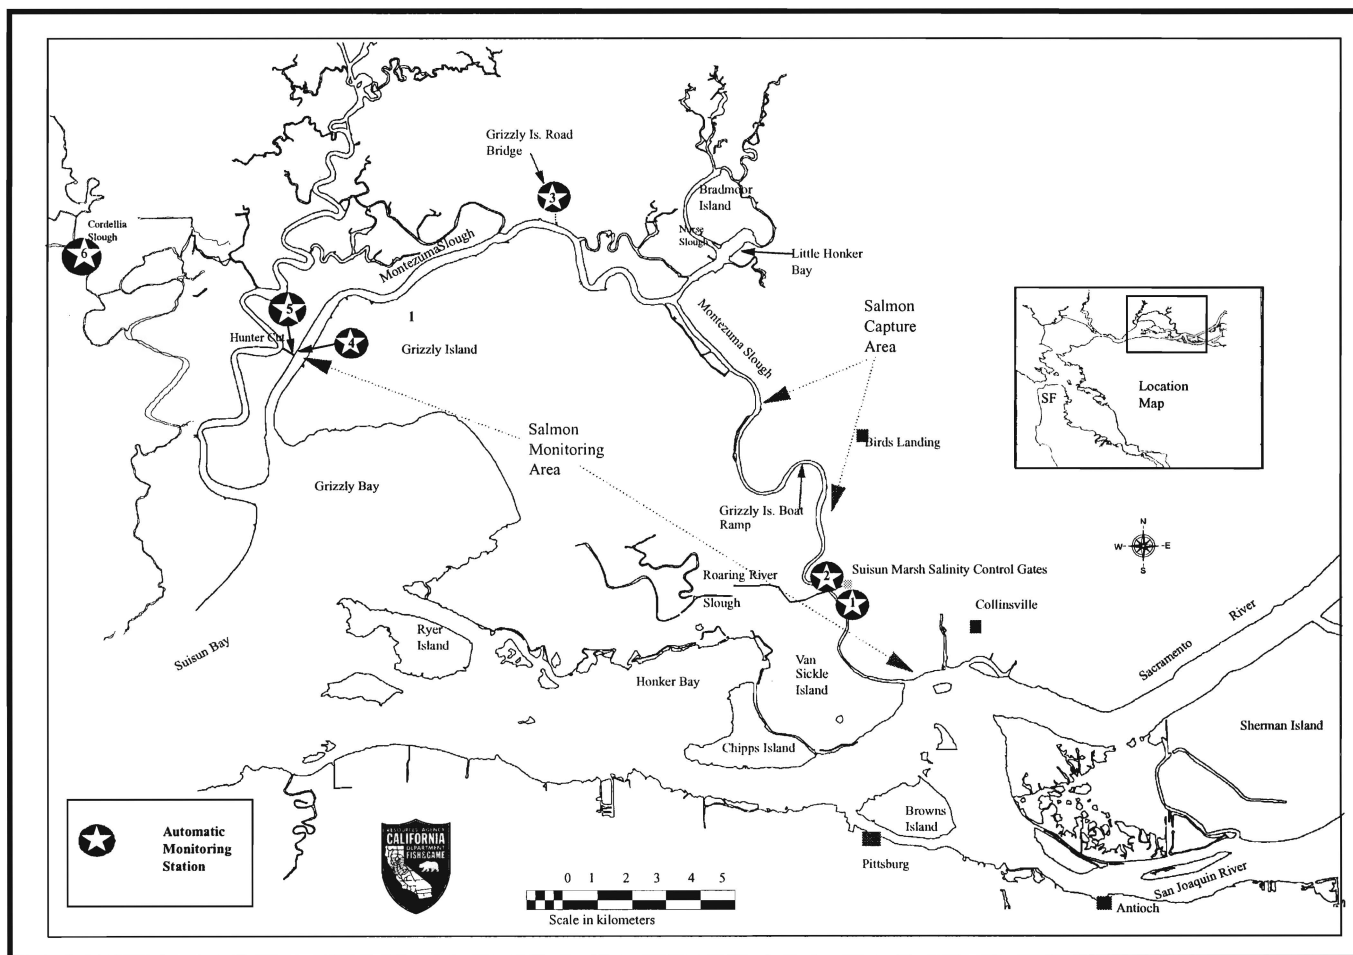 Grizzly Is. Road
Bridge
3
Bradmoor
Island
Nurse
Slough
Little Honker
Bay
Cordellia
Slough
6
Montezuma Slough
5
Hunter Cut
4
1
Grizzly Island
Montezuma Slough
Salmon
Capture
Area
SF
Location
Map
Salmon
Monitoring
Area
Birds Landing
Grizzly Bay
Grizzly Is. Boat
Ramp
N
W
E
S
2
Suisun Marsh Salinity Control Gates
Roaring River
Slough
1
Collinsville
Sacramento River
Suisun Bay
Ryer
Island
Honker Bay
Van
Sickle
Island
Sherman Island
Chipps Island
Browns
Island
Pittsburg
San Joaquin River
Antioch
Automatic
Monitoring
Station
RESOURCES AGENCY
CALIFORNIA
DEPARTMENT
FISH & GAME
0 1 2 3 4 5
Scale in kilometers